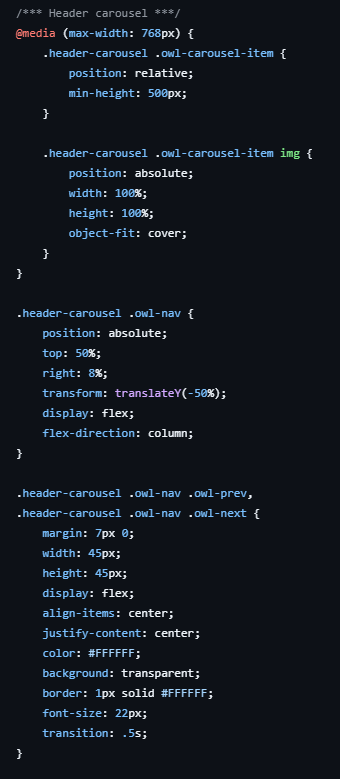 /*** Header carousel ***/
@media (max-width: 768px) {
    .header-carousel .owl-carousel-item {
        position: relative;
        min-height: 500px;
    }

    .header-carousel .owl-carousel-item img {
        position: absolute;
        width: 100%;
        height: 100%;
        object-fit: cover;
    }
}

.header-carousel .owl-nav {
    position: absolute;
    top: 50%;
    right: 8%;
    transform: translateY(-50%);
    display: flex;
    flex-direction: column;
}

.header-carousel .owl-nav .owl-prev,
.header-carousel .owl-nav .owl-next {
    margin: 7px 0;
    width: 45px;
    height: 45px;
    display: flex;
    align-items: center;
    justify-content: center;
    color: #FFFFFF;
    background: transparent;
    border: 1px solid #FFFFFF;
    font-size: 22px;
    transition: .5s;
}